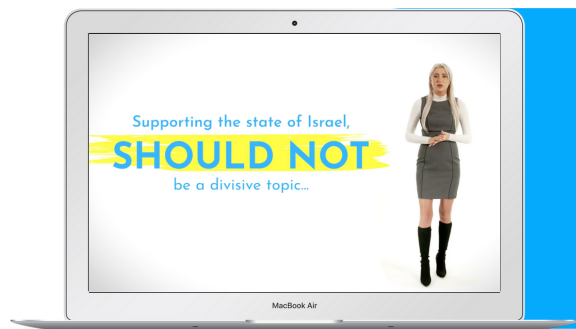 Supporting the state of Israel,
SHOULD NOT
be a divisive topic...
MacBook Air